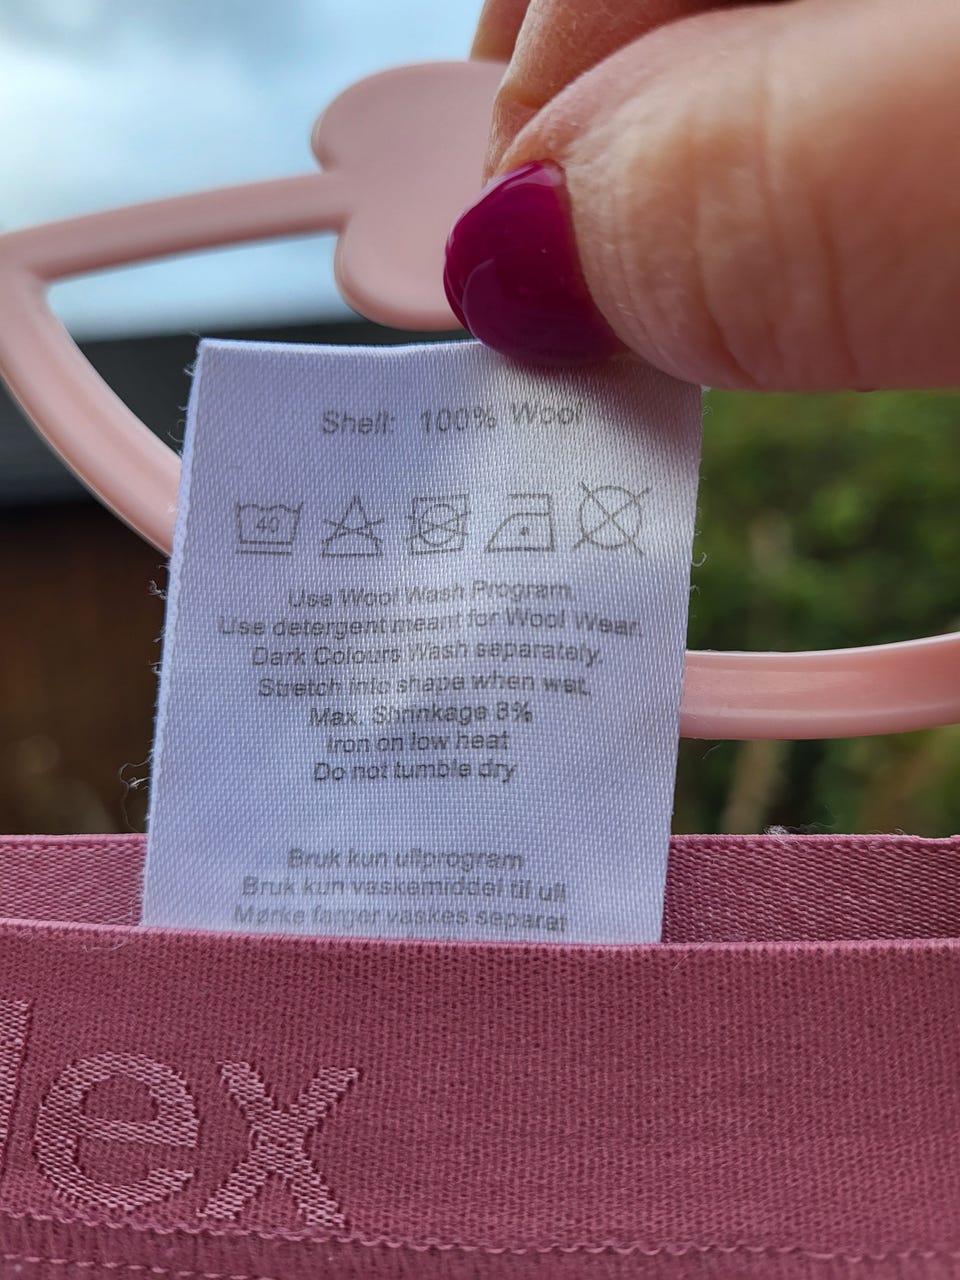 Shell: 100% Wool
40
Use Wool Wash Program.
Use detergent meant for Wool Wear.
Dark Colours Wash separately.
Stretch into shape when wet.
Max. Shrinkage 8%
Iron on low heat
Do not tumble dry
Bruk kun ullprogram
Bruk kun vaskemiddel til ull
Mørke farger vaskes separat
lex